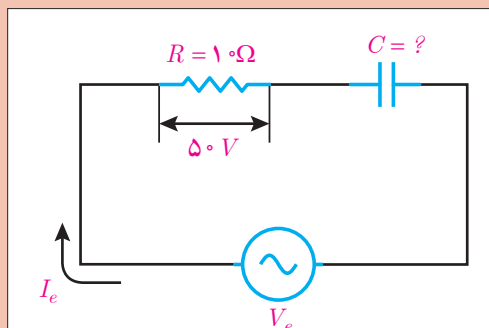 R = ۱۰Ω
C = ?
۵۰ V
I_e
V_e